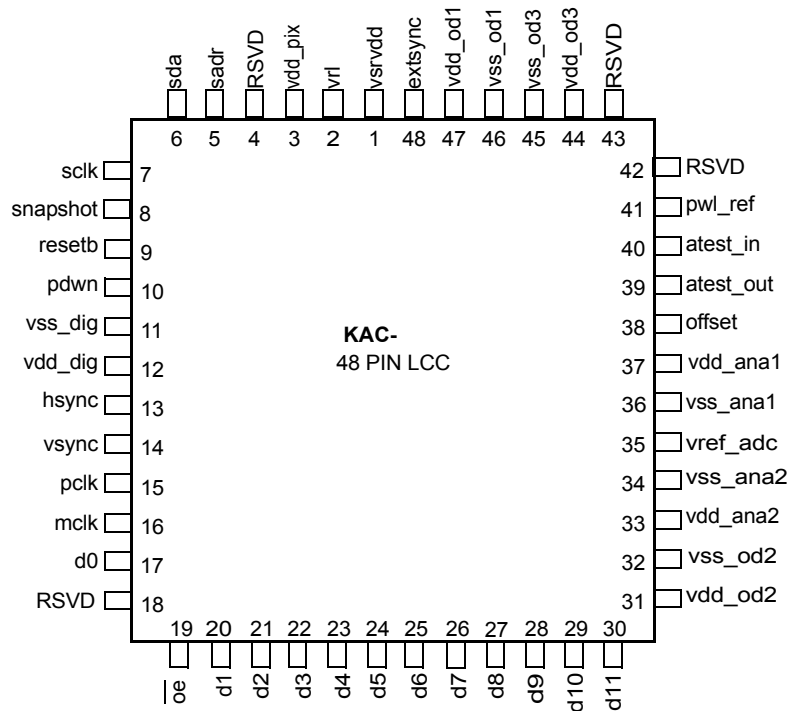 sda sadr RSVD vdd_pix vrl vsrvdd extsync vdd_od1 vss_od1 vss_od3 vdd_od3 RSVD
6 5 4 3 2 1 48 47 46 45 44 43
sclk 7 42 RSVD
snapshot 8 41 pwl_ref
resetb 9 40 atest_in
pdwn 10 39 atest_out
vss_dig 11 38 offset
vdd_dig 12 37 vdd_ana1
hsync 13 36 vss_ana1
vsync 14 35 vref_adc
pclk 15 34 vss_ana2
mclk 16 33 vdd_ana2
d0 17 32 vss_od2
RSVD 18 31 vdd_od2
KAC-
48 PIN LCC
19 20 21 22 23 24 25 26 27 28 29 30
oe d1 d2 d3 d4 d5 d6 d7 d8 d9 d10 d11